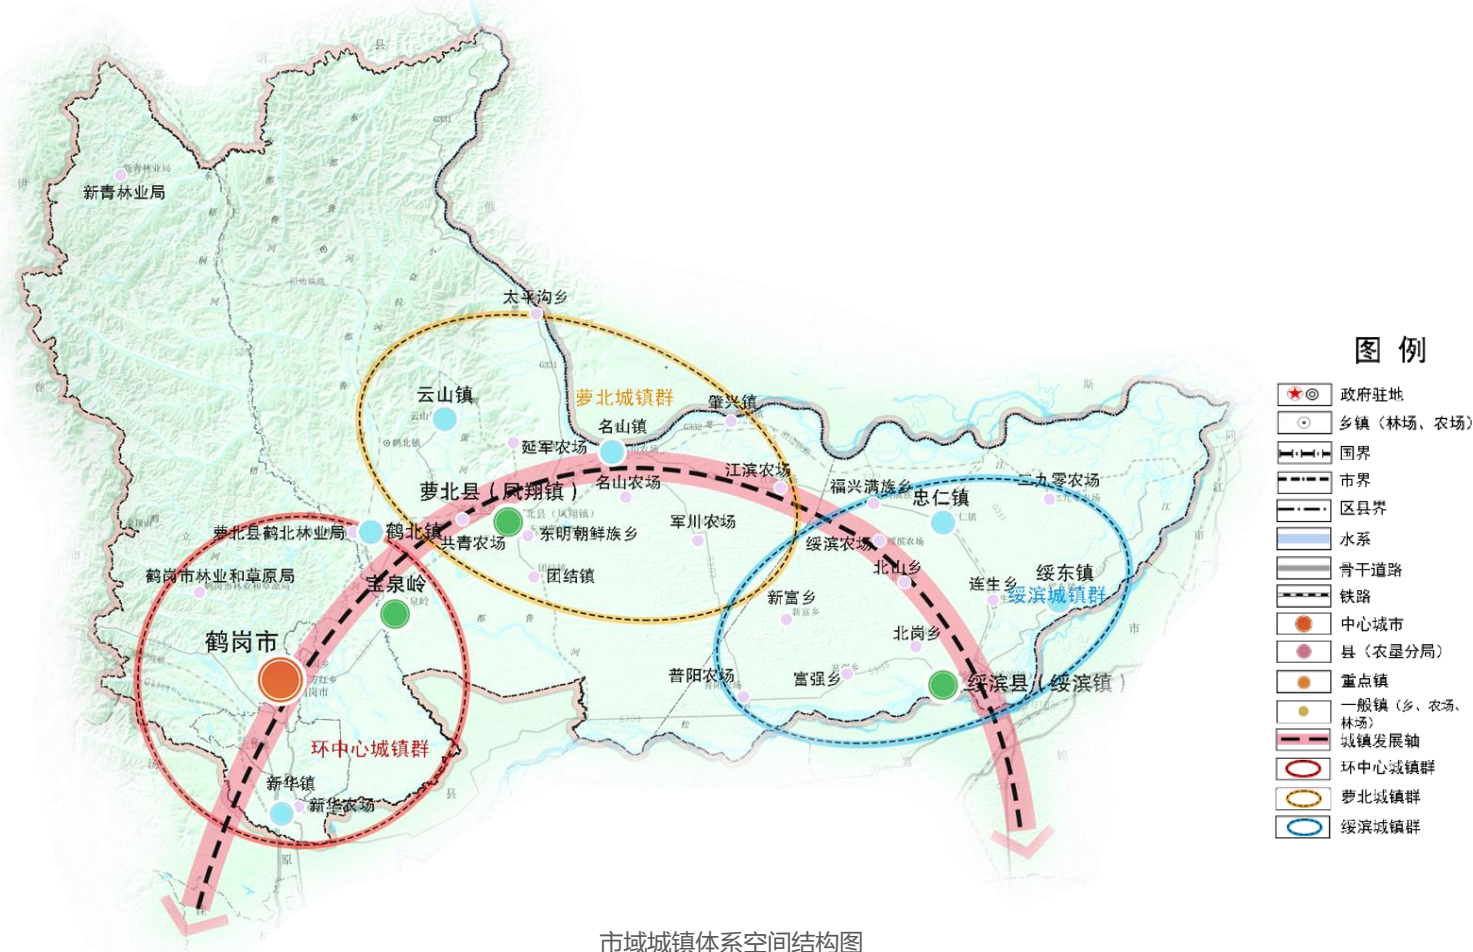 新青林业局
太平沟乡
云山镇
萝北城镇群
肇兴镇
名山镇
延军农场
名山农场
江滨农场
萝北县（凤翔镇）
福兴满族乡
二九零农场
忠仁镇
萝北县鹤北林业局
鹤北镇
共青农场
东明朝鲜族乡
军川农场
绥滨农场
鹤岗市林业和草原局
宝泉岭
团结镇
北山乡
连生乡
绥东镇
绥滨城镇群
新富乡
鹤岗市
北岗乡
普阳农场
富强乡
绥滨县（绥滨镇）
环中心城镇群
新华镇
新华农场
G331
G331
G332
图 例
政府驻地
乡镇（林场、农场）
国界
市界
区县界
水系
骨干道路
铁路
中心城市
县（农垦分局）
重点镇
一般镇（乡、农场、
林场）
城镇发展轴
环中心城镇群
萝北城镇群
绥滨城镇群
市域城镇体系空间结构图